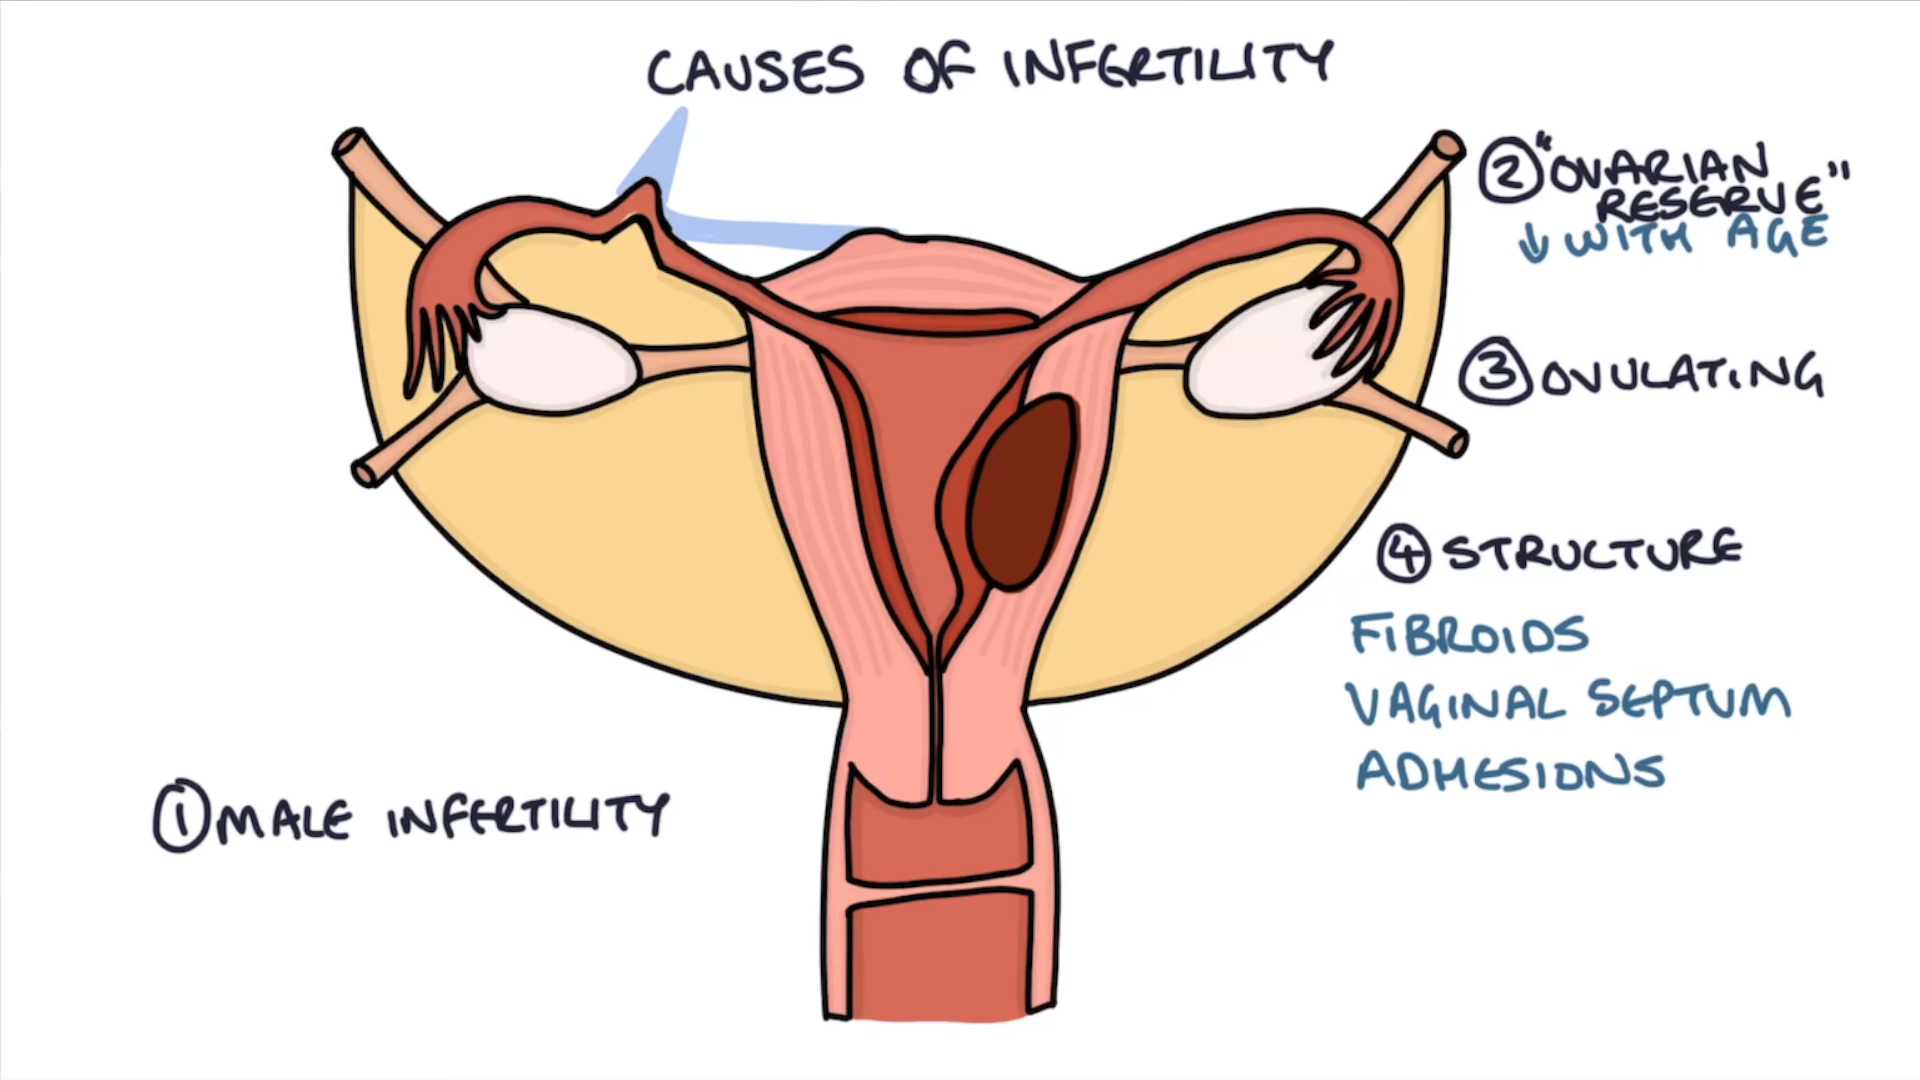 CAUSES OF INFERTILITY
② "OVARIAN
RESERVE"
↓ WITH AGE
③ OVULATING
④ STRUCTURE
FIBROIDS
VAGINAL SEPTUM
ADHESIONS
① MALE INFERTILITY